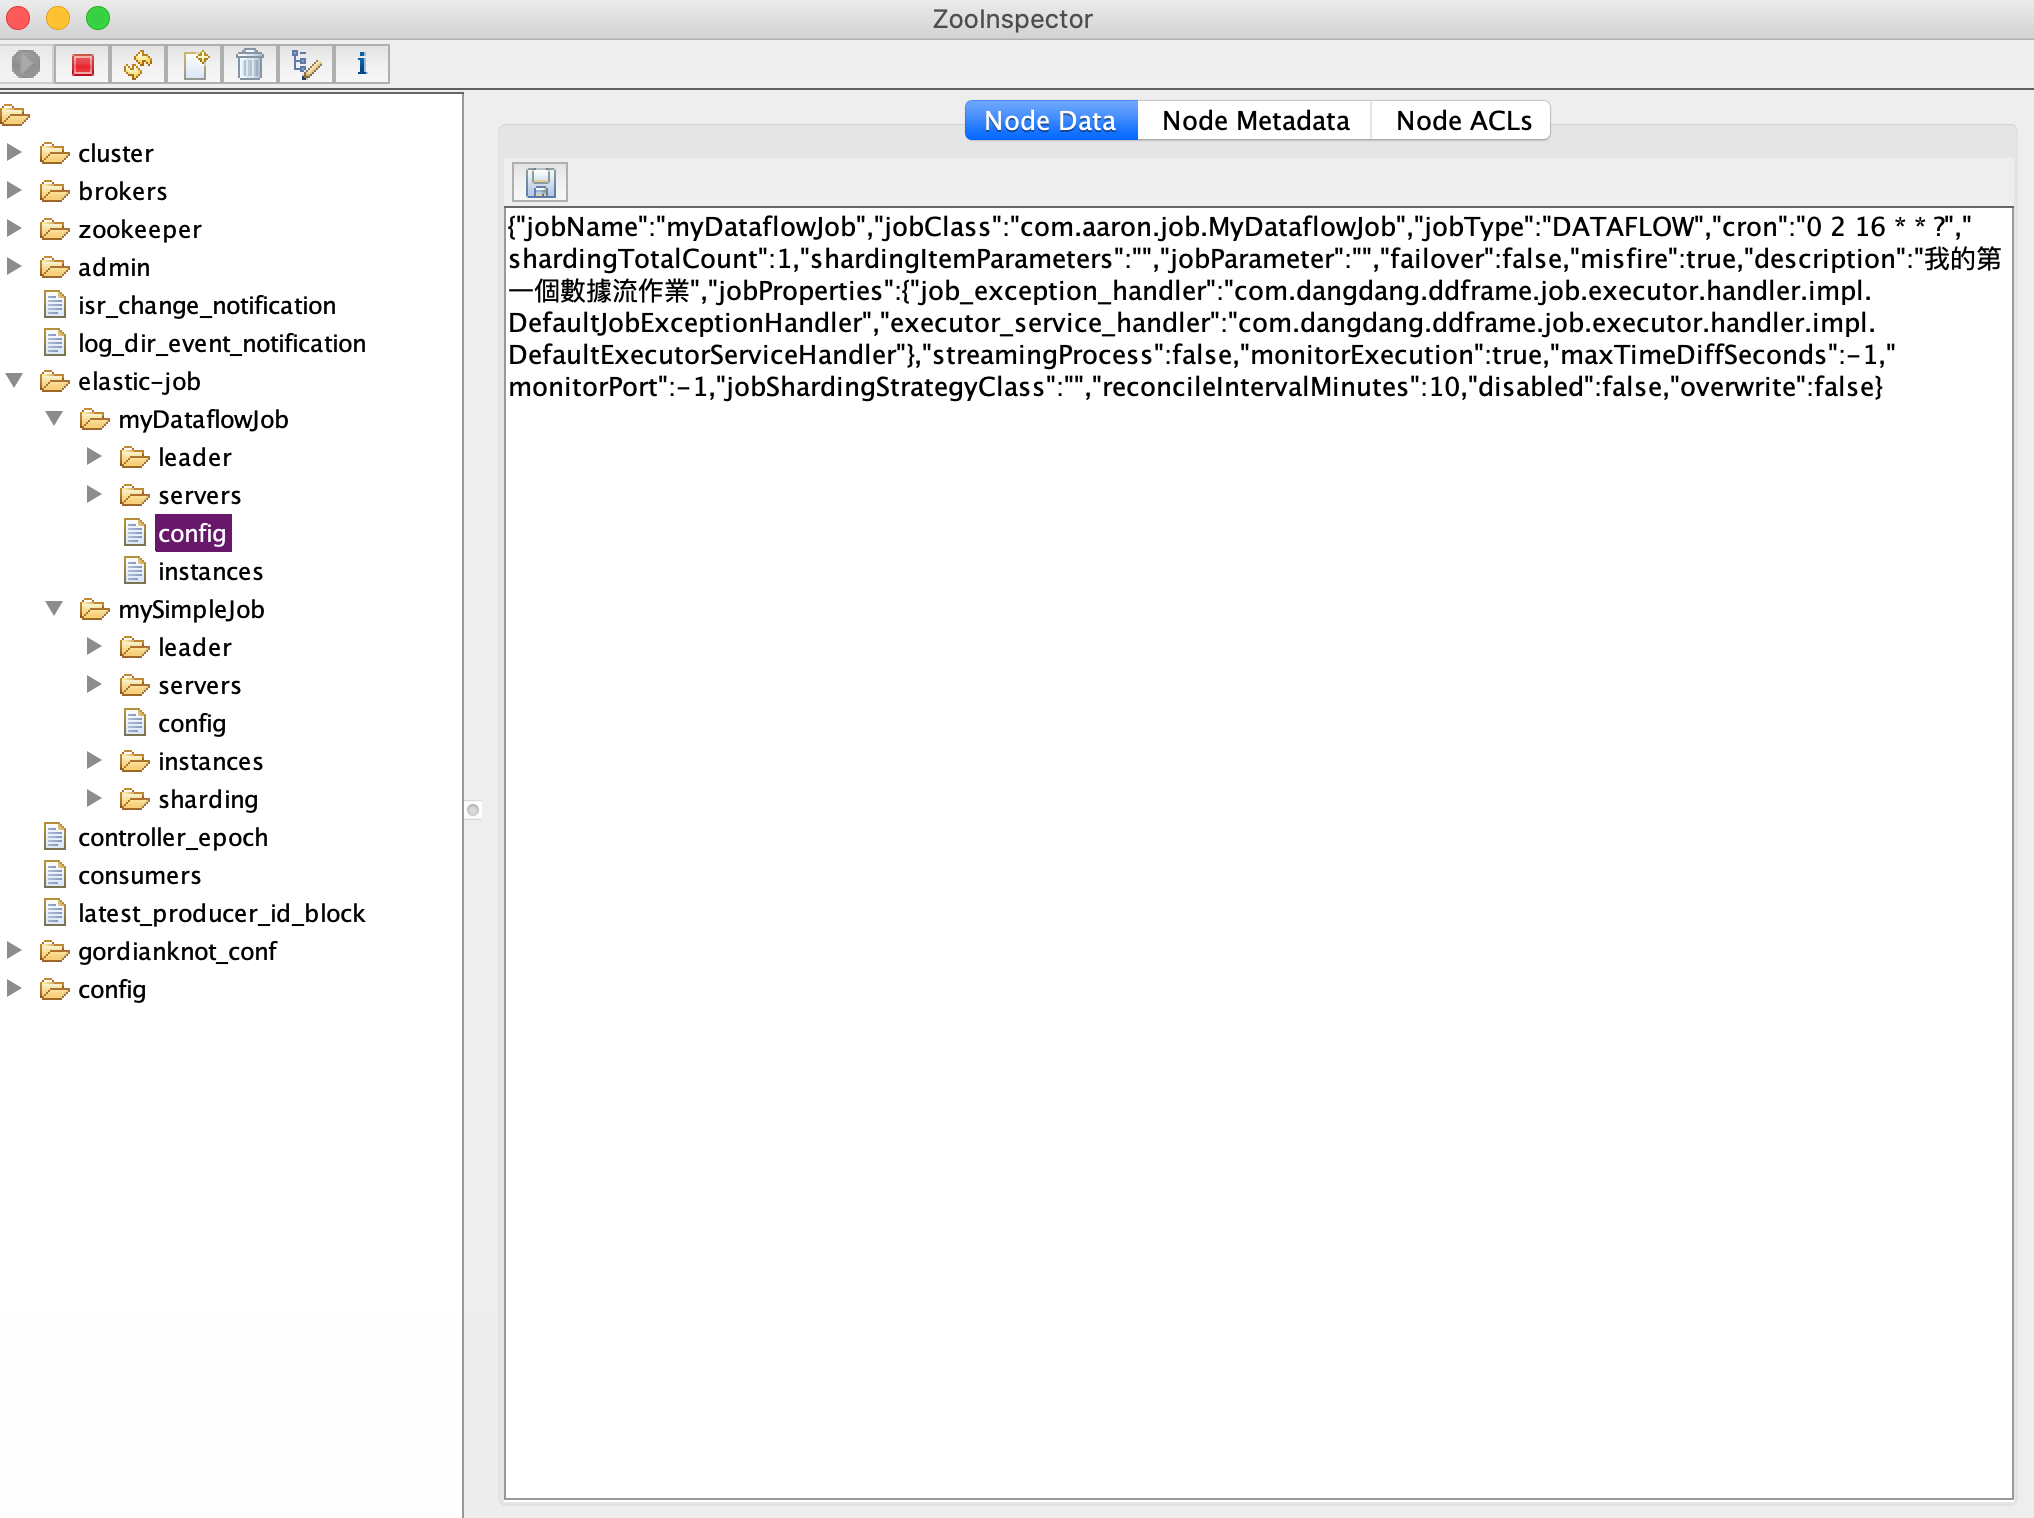 ZooInspector
cluster
brokers
zookeeper
admin
isr_change_notification
log_dir_event_notification
elastic-job
myDataflowJob
leader
servers
config
instances
mySimpleJob
leader
servers
config
instances
sharding
controller_epoch
consumers
latest_producer_id_block
gordianknot_conf
config
Node Data
Node Metadata
Node ACLs
{"jobName":"myDataflowJob","jobClass":"com.aaron.job.MyDataflowJob","jobType":"DATAFLOW","cron":"0 2 16 * * ?","
shardingTotalCount":1,"shardingItemParameters":"","jobParameter":"","failover":false,"misfire":true,"description":"我的第
一個數據流作業","jobProperties":{"job_exception_handler":"com.dangdang.ddframe.job.executor.handler.impl.
DefaultJobExceptionHandler","executor_service_handler":"com.dangdang.ddframe.job.executor.handler.impl.
DefaultExecutorServiceHandler"},"streamingProcess":false,"monitorExecution":true,"maxTimeDiffSeconds":-1,"
monitorPort":-1,"jobShardingStrategyClass":"","reconcileIntervalMinutes":10,"disabled":false,"overwrite":false}